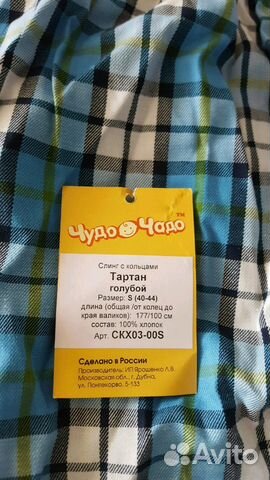 Чудо Чадо ™
Слинг с кольцами
Тартан
голубой
Размер: S (40-44)
длина (общая /от колец до
края валиков): 177/100 см
состав: 100% хлопок
Арт. СКХ03-00S
Сделано в России
Производитель: ИП Ярошенко Л.В.
Московская обл., г. Дубна,
ул. Понтекорво, 5-133
Avito